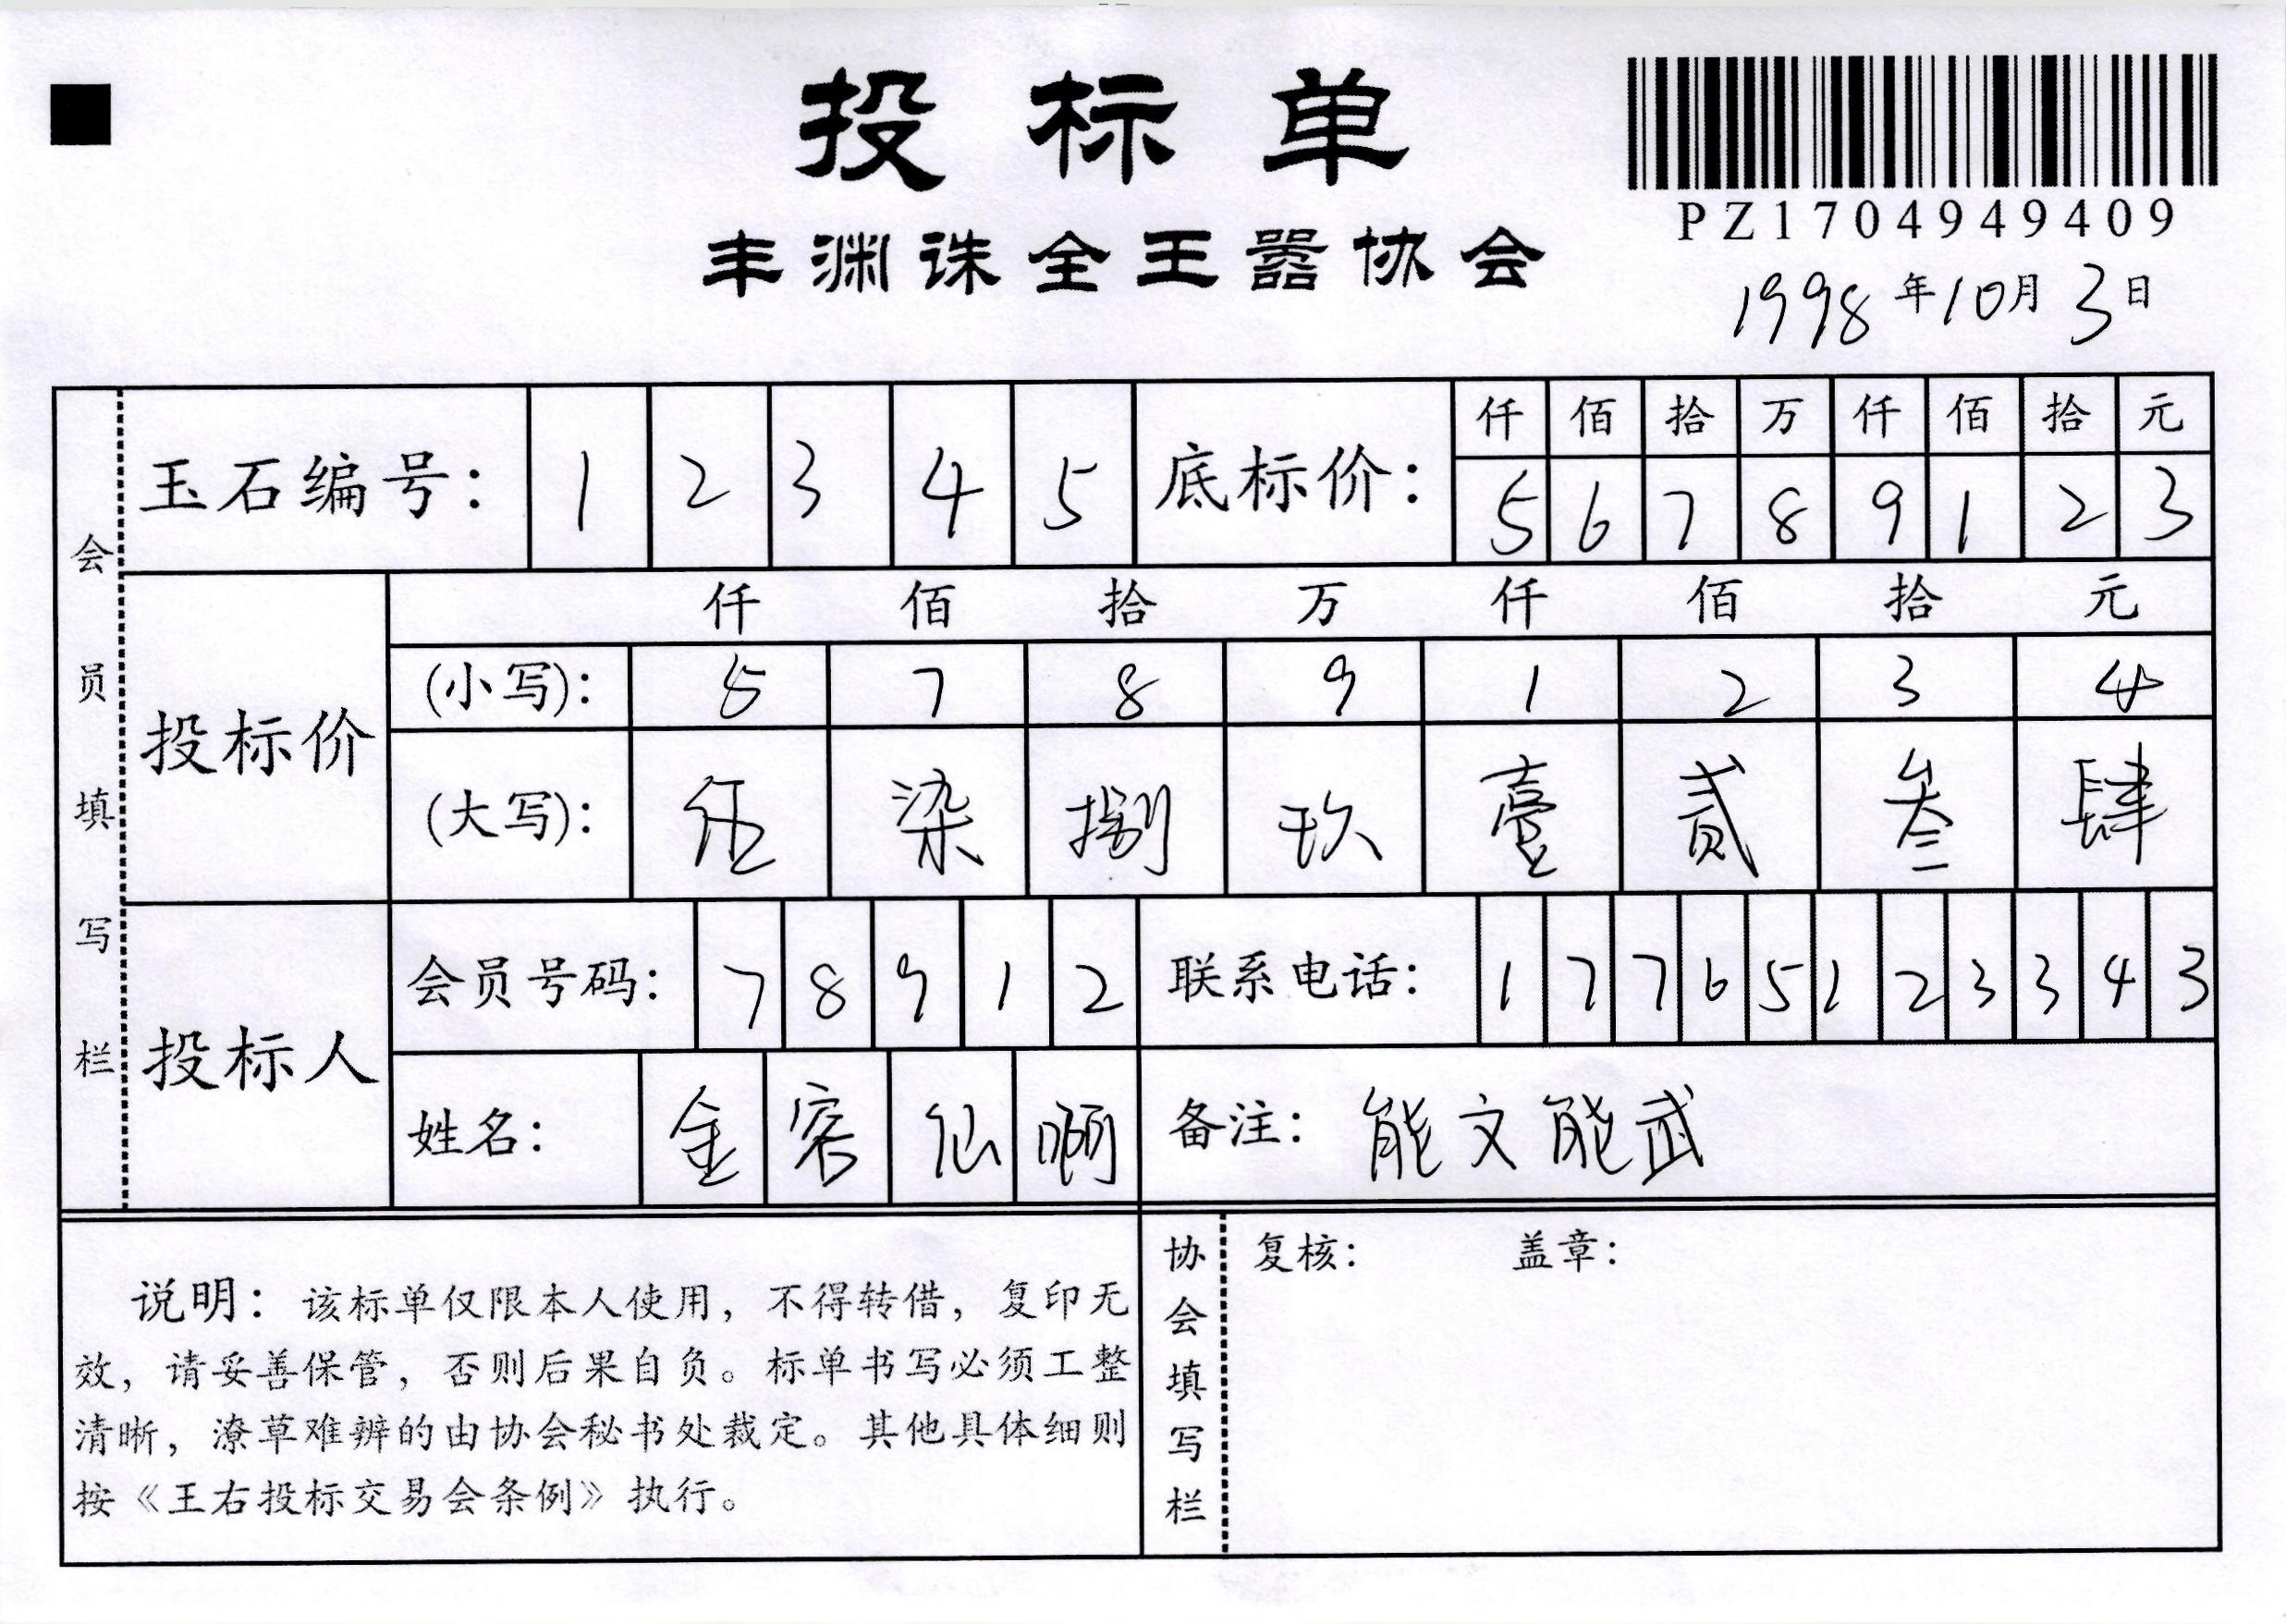 投标单
PZ1704949409
丰渊诛全王嚣协会
1998年10月3日
玉石编号： 1 2 3 4 5 底标价： 仟 佰 拾 万 仟 佰 拾 元
5 6 7 8 9 1 2 3
投标价 仟 佰 拾 万 仟 佰 拾 元
(小写)： 5 7 8 9 1 2 3 4
(大写)： 伍 柒 捌 玖 壹 贰 叁 肆
投标人 会员号码： 7 8 9 1 2 联系电话： 1 7 7 6 5 1 2 3 3 4 3
姓名： 金 客 仙 啊 备注： 能文能武
会员填写栏
说明：该标单仅限本人使用，不得转借，复印无
效，请妥善保管，否则后果自负。标单书写必须工整
清晰，潦草难辨的由协会秘书处裁定。其他具体细则
按《王右投标交易会条例》执行。
协会填写栏
复核： 盖章：